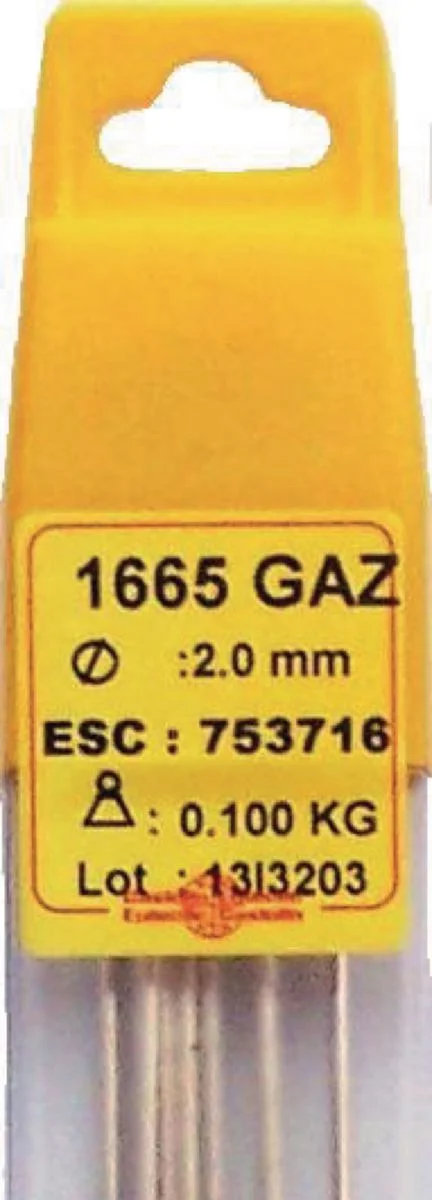 1665 GAZ
⌀ :2.0 mm
ESC : 753716
: 0.100 KG
Lot : 13I3203